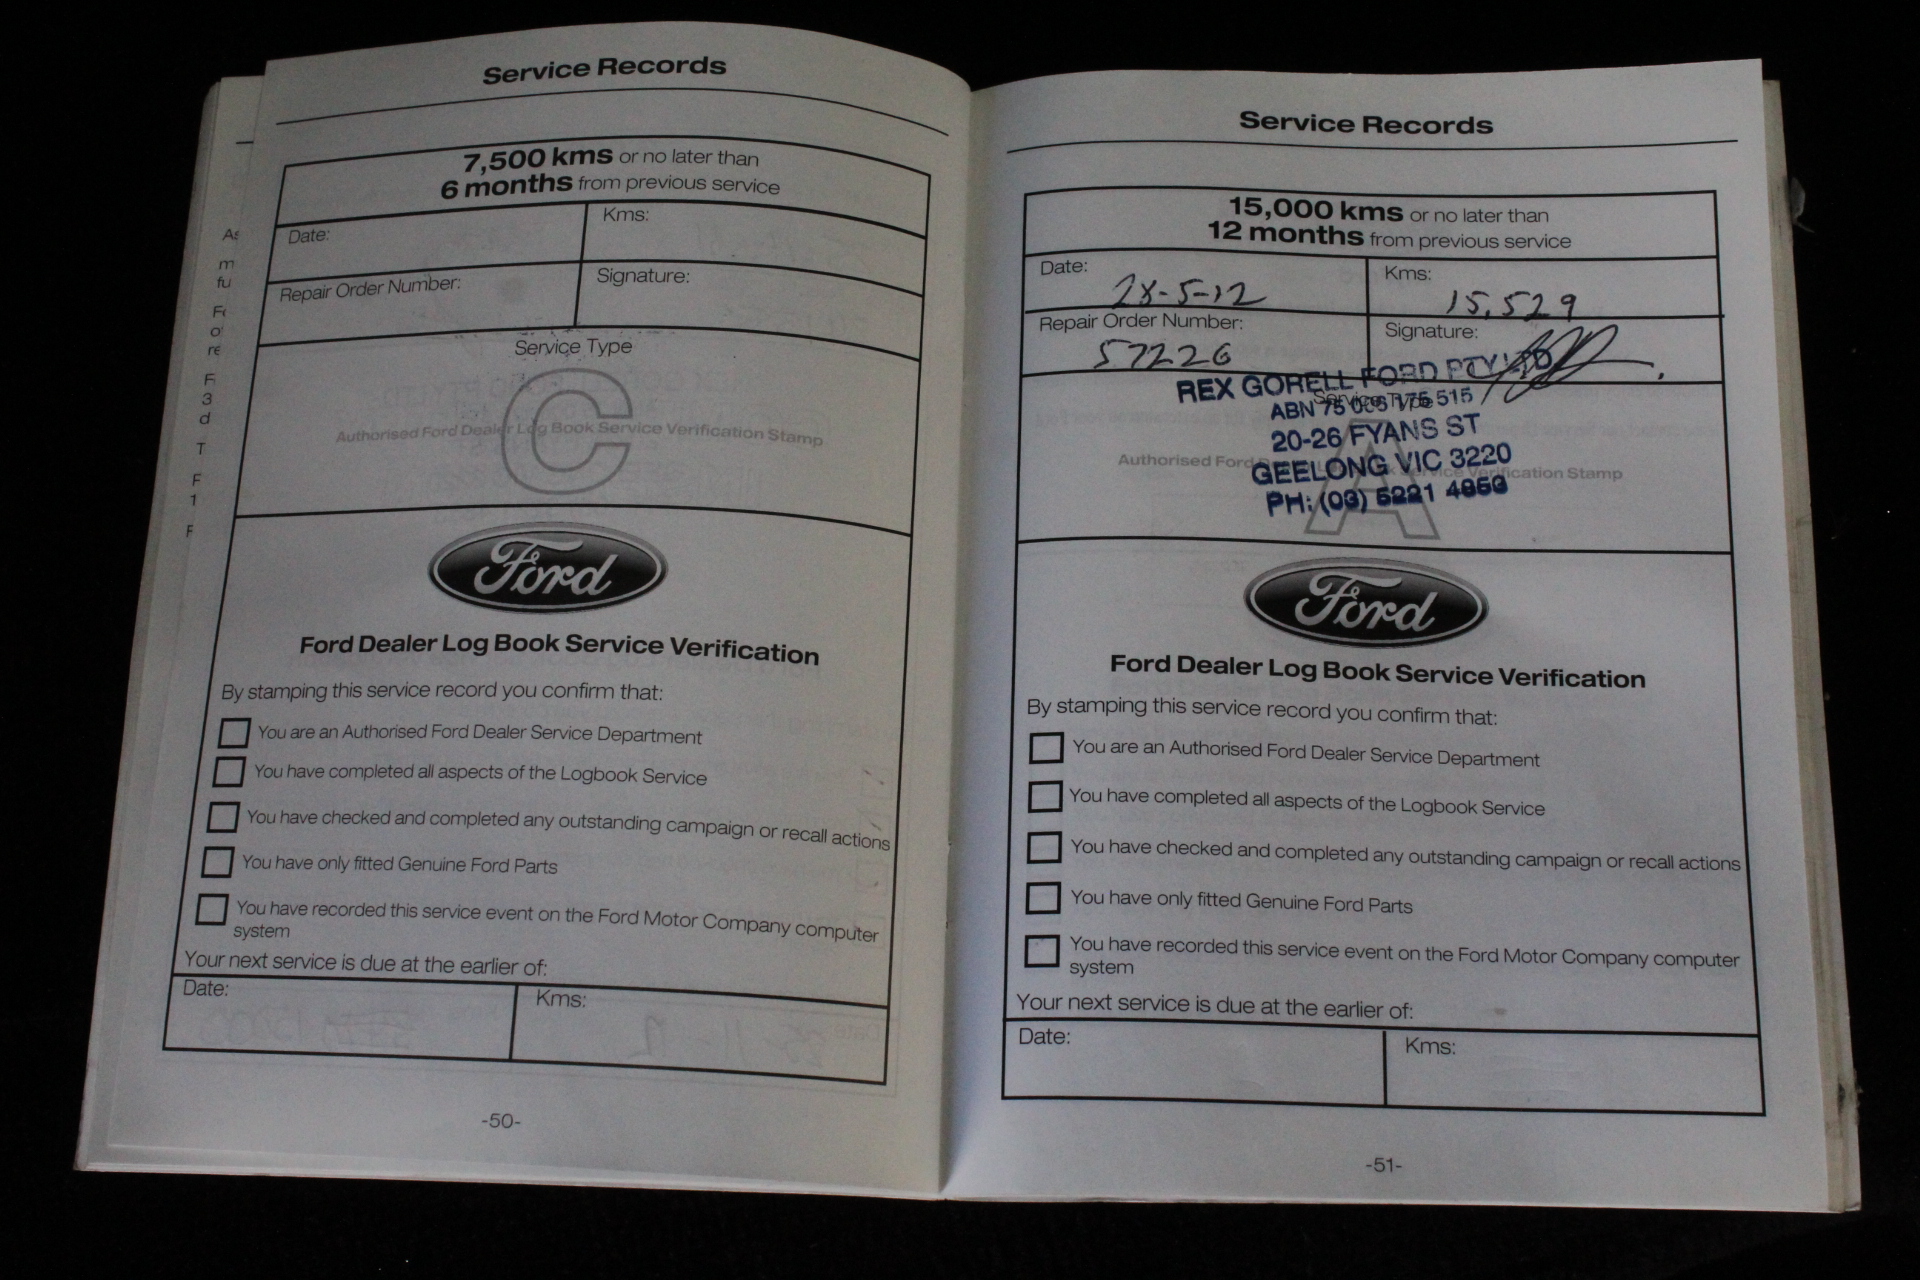 Service Records
7,500 kms or no later than
6 months from previous service
Date:
Kms:
Repair Order Number:
Signature:
Service Type
C
Authorised Ford Dealer Log Book Service Verification Stamp
Ford
Ford Dealer Log Book Service Verification
By stamping this service record you confirm that:
You are an Authorised Ford Dealer Service Department
You have completed all aspects of the Logbook Service
You have checked and completed any outstanding campaign or recall actions
You have only fitted Genuine Ford Parts
You have recorded this service event on the Ford Motor Company computer
system
Your next service is due at the earlier of:
Date:
Kms:
-50-
Service Records
15,000 kms or no later than
12 months from previous service
Date: 28-5-12
Kms: 15,529
Repair Order Number: 57226
Signature:
REX GORELL FORD PTY LTD
Service Type
ABN 75 006 175 515
20-26 FYANS ST
GEELONG VIC 3220
PH: (03) 5221
A
Authorised Ford Service Verification Stamp
Ford
Ford Dealer Log Book Service Verification
By stamping this service record you confirm that:
You are an Authorised Ford Dealer Service Department
You have completed all aspects of the Logbook Service
You have checked and completed any outstanding campaign or recall actions
You have only fitted Genuine Ford Parts
You have recorded this service event on the Ford Motor Company computer
system
Your next service is due at the earlier of:
Date:
Kms:
-51-